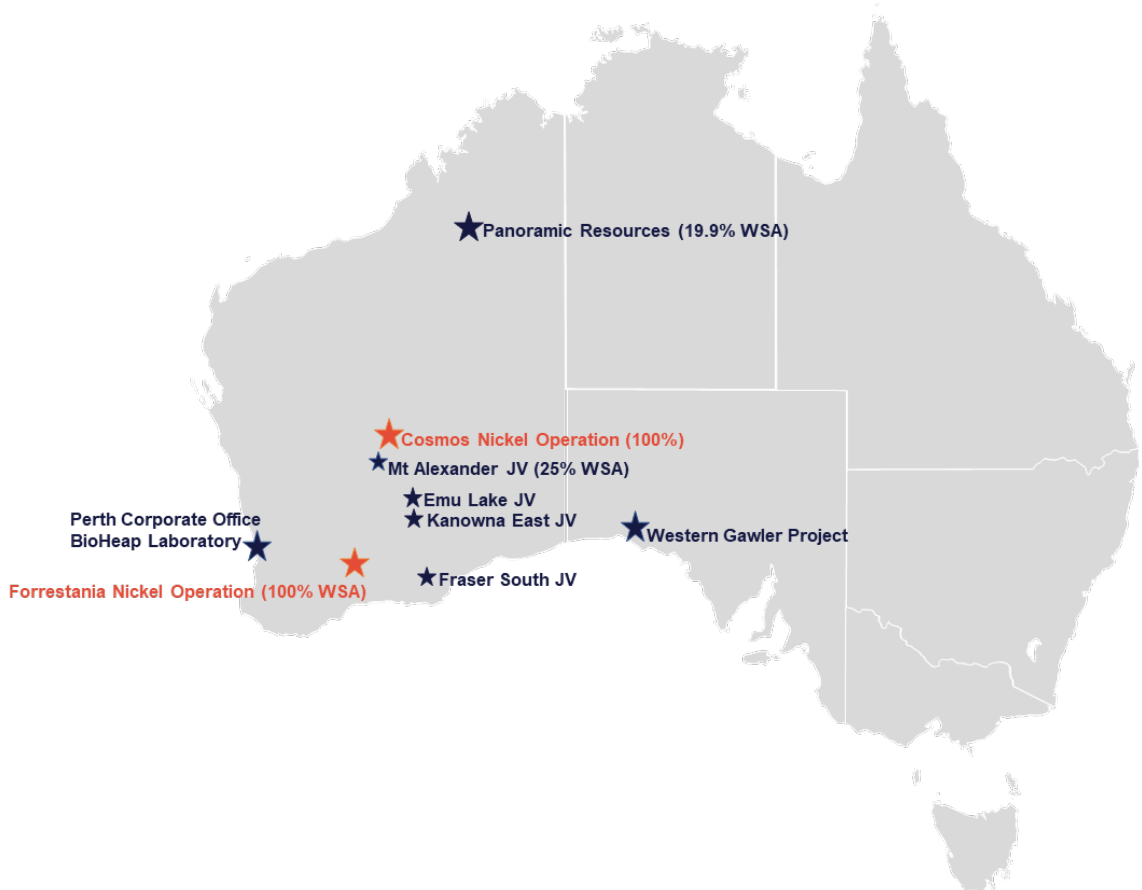 Panoramic Resources (19.9% WSA)
Cosmos Nickel Operation (100%)
Mt Alexander JV (25% WSA)
Emu Lake JV
Kanowna East JV
Perth Corporate Office
BioHeap Laboratory
Western Gawler Project
Fraser South JV
Forrestania Nickel Operation (100% WSA)